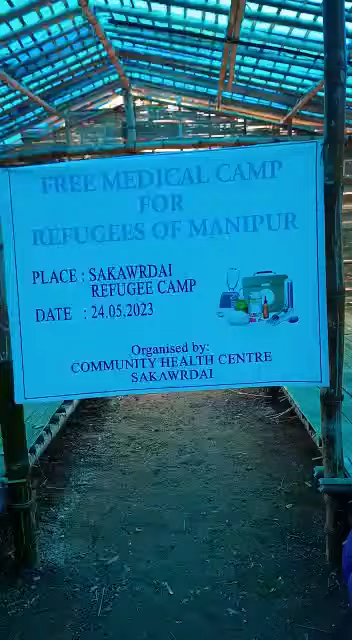 FREE MEDICAL CAMP
FOR
REFUGEES OF MANIPUR
PLACE : SAKAWRDAI
REFUGEE CAMP
DATE : 24.05.2023
Organised by:
COMMUNITY HEALTH CENTRE
SAKAWRDAI